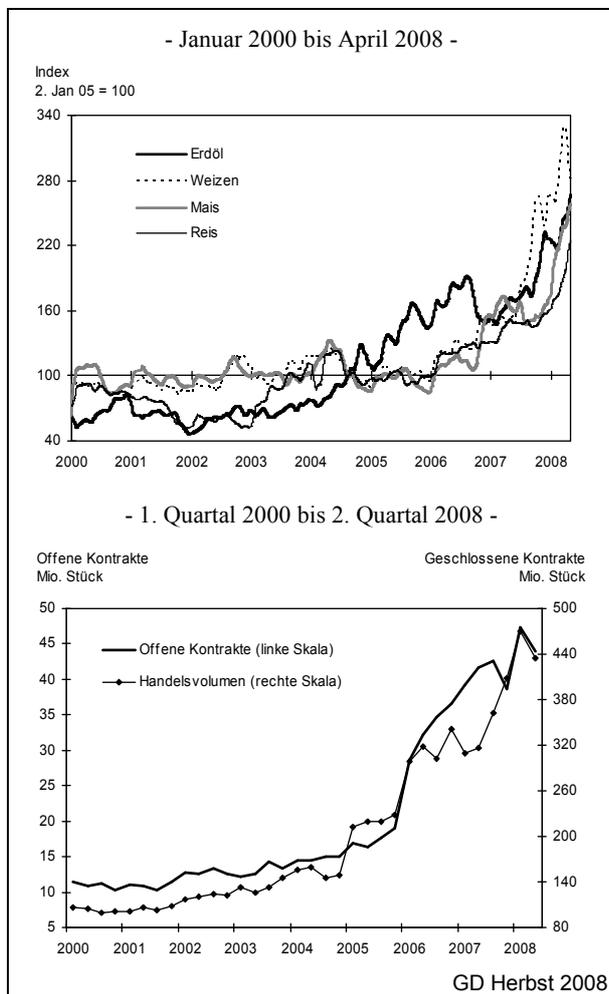 - Januar 2000 bis April 2008 -
Index
2. Jan 05 = 100
340
280
220
160
100
40
Erdöl
Weizen
Mais
Reis
2000 2001 2002 2003 2004 2005 2006 2007 2008
- 1. Quartal 2000 bis 2. Quartal 2008 -
Offene Kontrakte
Mio. Stück
Geschlossene Kontrakte
Mio. Stück
50
45
40
35
30
25
20
15
10
5
Offene Kontrakte (linke Skala)
Handelsvolumen (rechte Skala)
500
440
380
320
260
200
140
80
2000 2001 2002 2003 2004 2005 2006 2007 2008
GD Herbst 2008